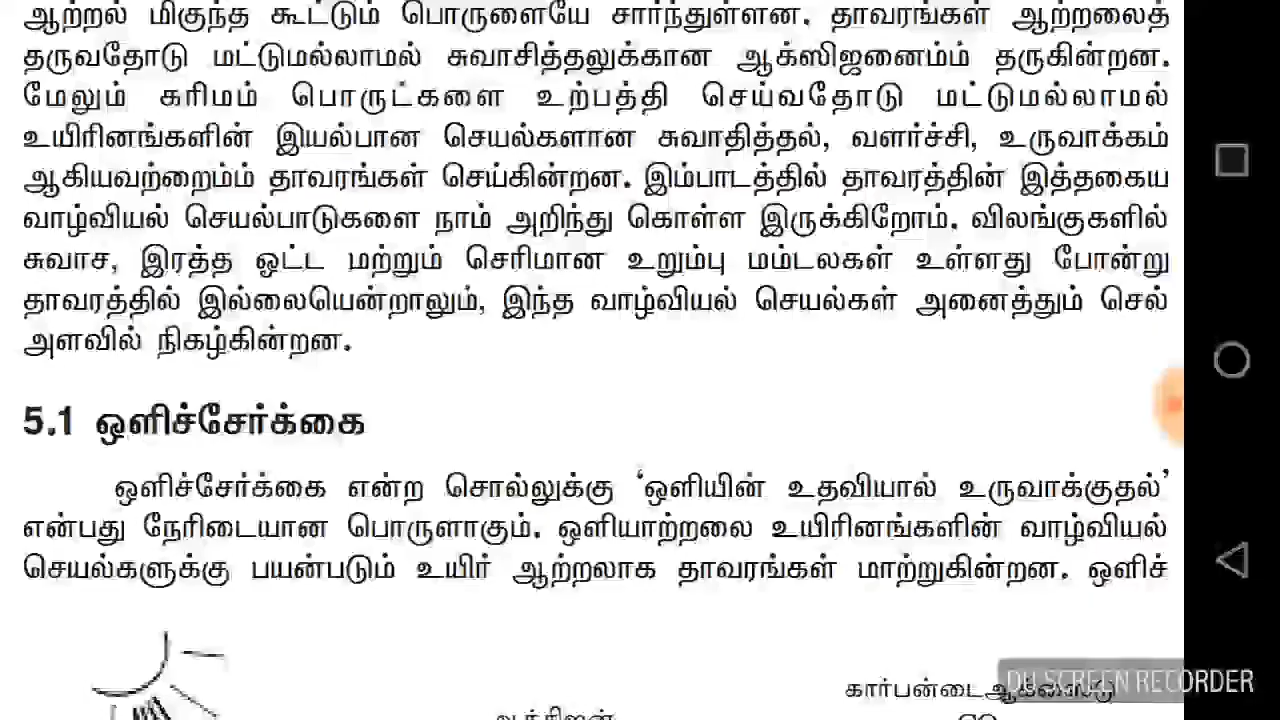 ஆற்றல் மிகுந்த கூட்டும் பொருளையே சார்ந்துள்ளன. தாவரங்கள் ஆற்றலைத்
தருவதோடு மட்டுமல்லாமல் சுவாசித்தலுக்கான ஆக்ஸிஜனைம்ம் தருகின்றன.
மேலும் கரிமம் பொருட்களை உற்பத்தி செய்வதோடு மட்டுமல்லாமல்
உயிரினங்களின் இயல்பான செயல்களான சுவாதித்தல், வளர்ச்சி, உருவாக்கம்
ஆகியவற்றைம்ம் தாவரங்கள் செய்கின்றன. இம்பாடத்தில் தாவரத்தின் இத்தகைய
வாழ்வியல் செயல்பாடுகளை நாம் அறிந்து கொள்ள இருக்கிறோம். விலங்குகளில்
சுவாச, இரத்த ஒட்ட மற்றும் செரிமான உறும்பு மம்டலகள் உள்ளது போன்று
தாவரத்தில் இல்லையென்றாலும், இந்த வாழ்வியல் செயல்கள் அனைத்தும் செல்
அளவில் நிகழ்கின்றன.
5.1 ஒளிச்சேர்க்கை
ஒளிச்சேர்க்கை என்ற சொல்லுக்கு ‘ஒளியின் உதவியால் உருவாக்குதல்’
என்பது நேரிடையான பொருளாகும். ஒளியாற்றலை உயிரினங்களின் வாழ்வியல்
செயல்களுக்கு பயன்படும் உயிர் ஆற்றலாக தாவரங்கள் மாற்றுகின்றன. ஒளிச்
கார்பன்டைஆக்ஸைடு
DU SCREEN RECORDER